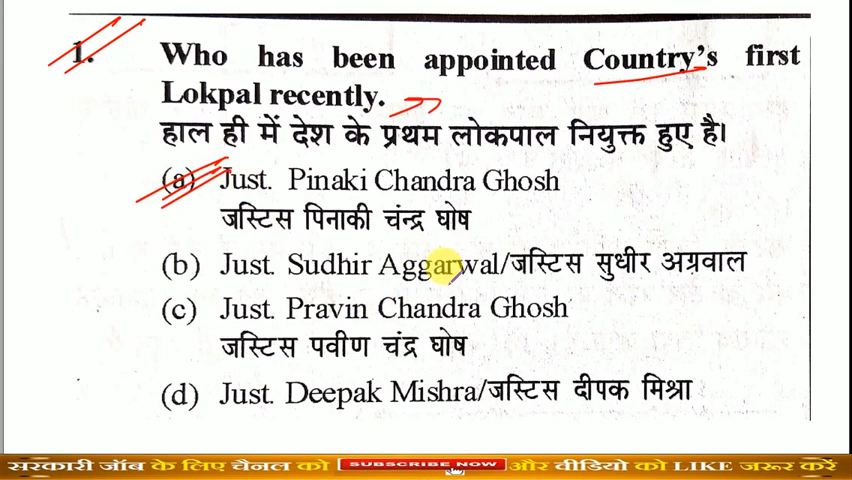 1. Who has been appointed Country's first
Lokpal recently.
हाल ही में देश के प्रथम लोकपाल नियुक्त हुए है।
(a) Just. Pinaki Chandra Ghosh
जस्टिस पिनाकी चंन्द्र घोष
(b) Just. Sudhir Aggarwal/जस्टिस सुधीर अग्रवाल
(c) Just. Pravin Chandra Ghosh
जस्टिस पवीण चंद्र घोष
(d) Just. Deepak Mishra/जस्टिस दीपक मिश्रा
सरकारी जॉब के लिए चैनल को SUBSCRIBE NOW और वीडियो को LIKE जरूर करें